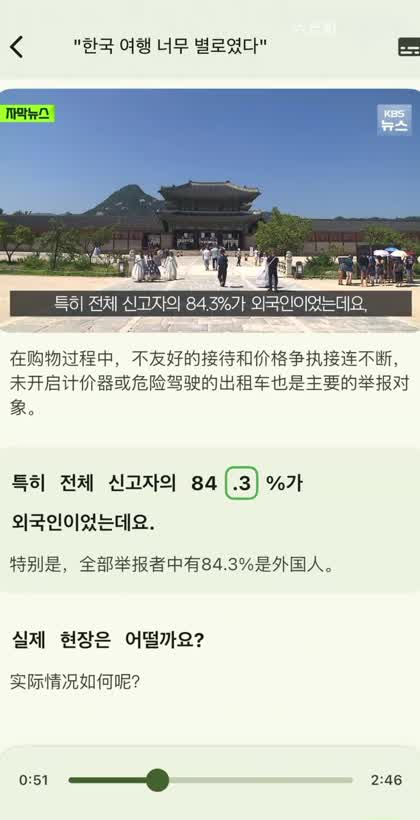 "한국 여행 너무 별로였다"
자막뉴스
KBS
뉴스
특히 전체 신고자의 84.3%가 외국인이었는데요,
在购物过程中，不友好的接待和价格争执接连不断，
未开启计价器或危险驾驶的出租车也是主要的举报对
象。
특히 전체 신고자의 84 .3 %가
외국인이었는데요.
特别是，全部举报者中有84.3%是外国人。
실제 현장은 어떨까요?
实际情况如何呢?
0:51
2:46